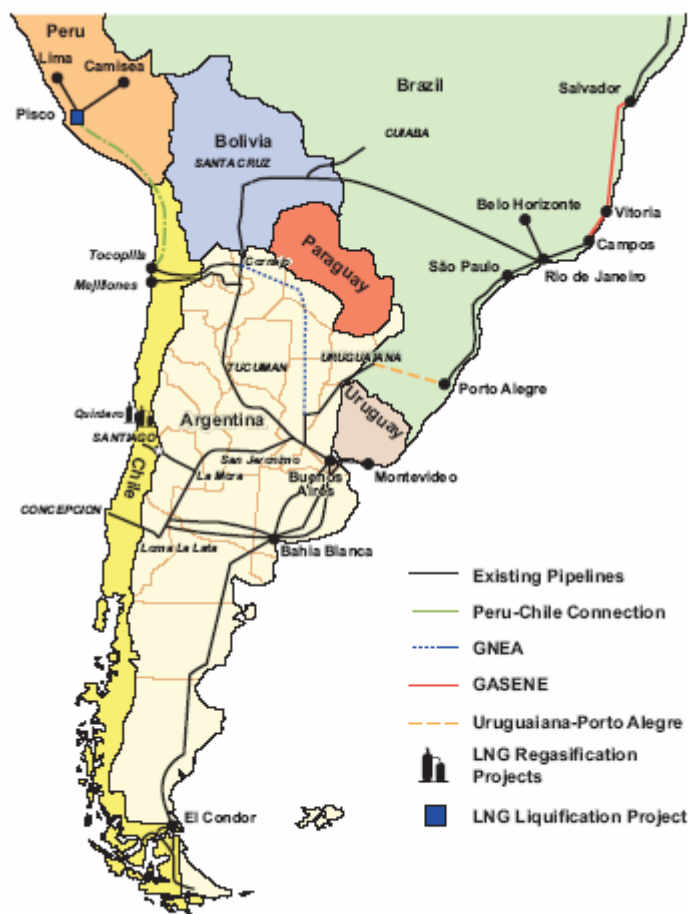 Peru
Lima
Camisea
Pisco
Brazil
Salvador
Bolivia
SANTA CRUZ
CUIABA
Belo Horizonte
Vitoria
Campos
Paraguay
São Paulo
Rio de Janeiro
Tocopilla
Mejillones
Cornejo
TUCUMAN
URUGUAIANA
Porto Alegre
Uruguay
Quintero
SANTIAGO
Argentina
San Jeronimo
La Mora
Buenos
Aires
Montevideo
Chile
CONCEPCION
Loma La Lata
Bahia Blanca
Existing Pipelines
Peru-Chile Connection
GNEA
GASENE
Uruguaiana-Porto Alegre
LNG Regasification
Projects
LNG Liquification Project
El Condor